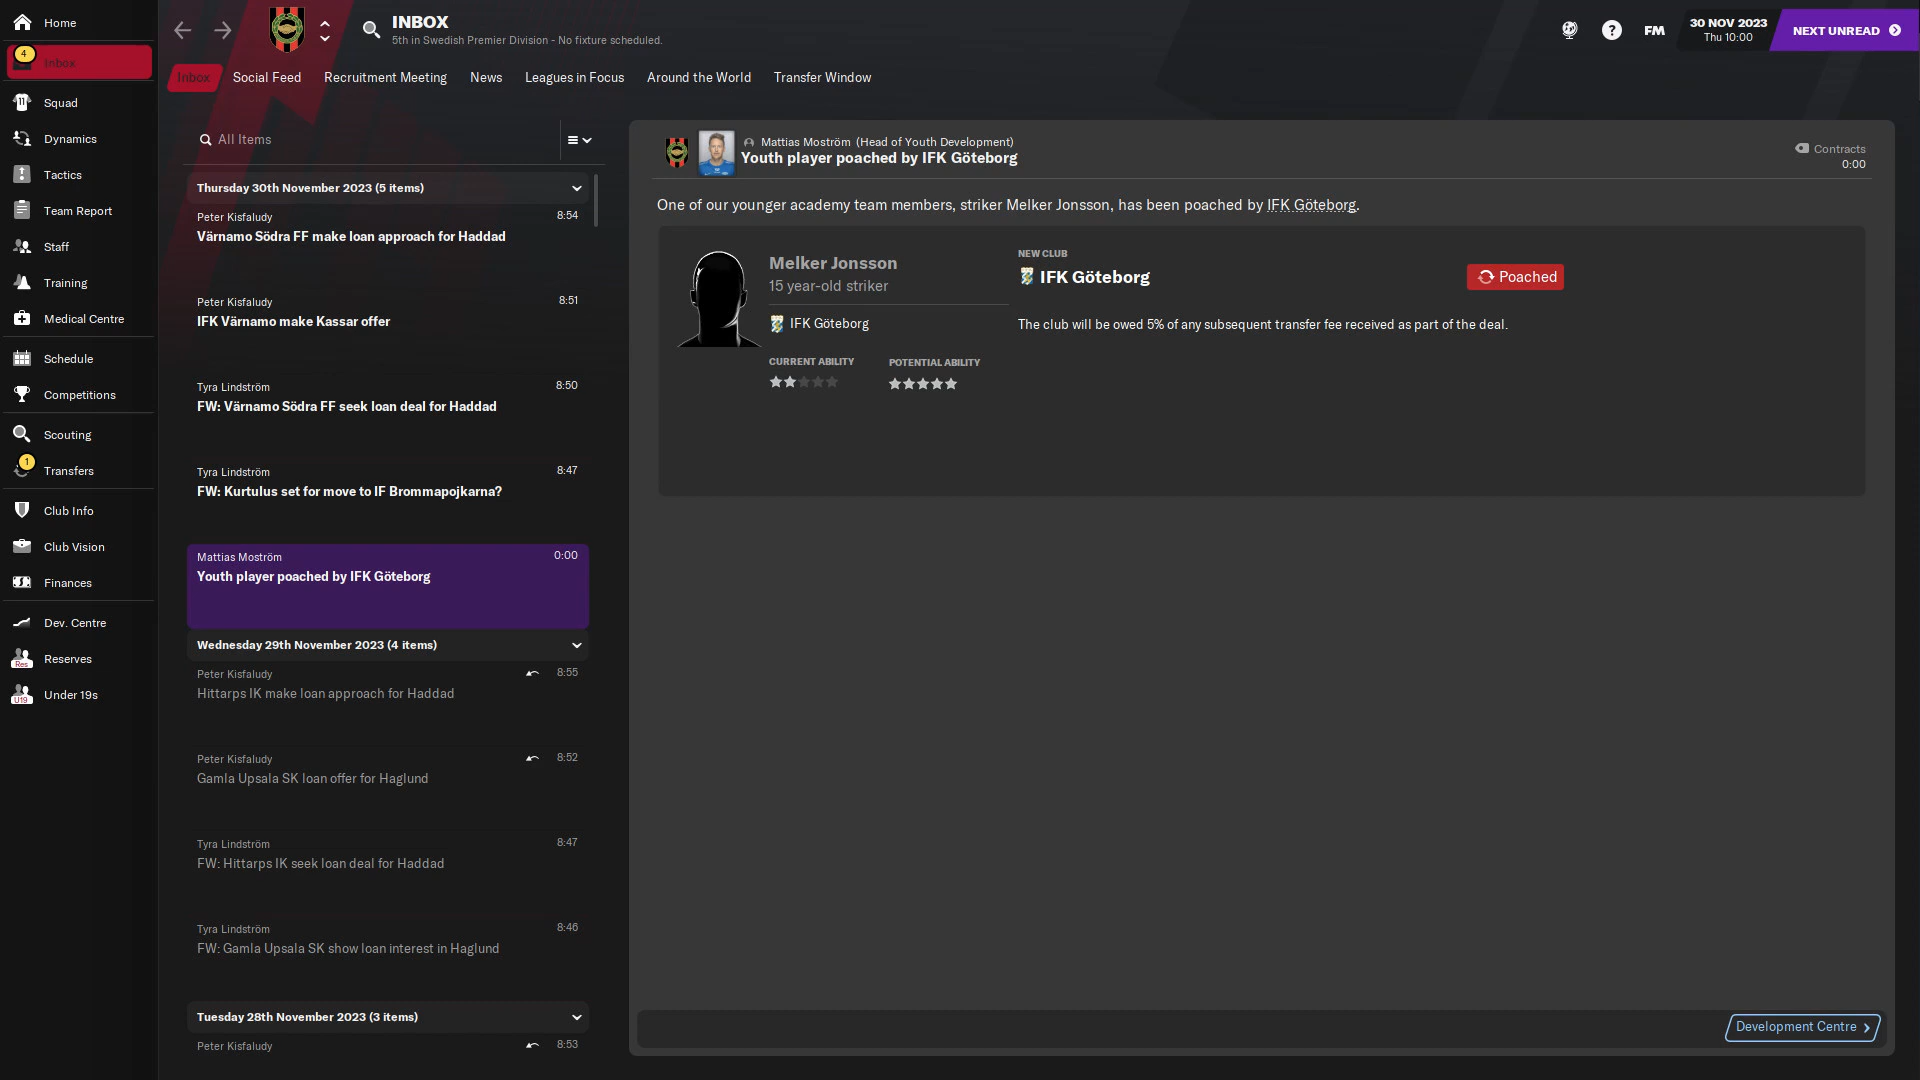 Home
4
Inbox
Squad
Dynamics
Tactics
Team Report
Staff
Training
Medical Centre
Schedule
Competitions
Scouting
1
Transfers
Club Info
Club Vision
Finances
Dev. Centre
Res
Reserves
U19
Under 19s
INBOX
5th in Swedish Premier Division - No fixture scheduled.
FM
30 NOV 2023
Thu 10:00
NEXT UNREAD
Inbox Social Feed Recruitment Meeting News Leagues in Focus Around the World Transfer Window
All Items
Thursday 30th November 2023 (5 items)
Peter Kisfaludy 8:54
Värnamo Södra FF make loan approach for Haddad
Peter Kisfaludy 8:51
IFK Värnamo make Kassar offer
Tyra Lindström 8:50
FW: Värnamo Södra FF seek loan deal for Haddad
Tyra Lindström 8:47
FW: Kurtulus set for move to IF Brommapojkarna?
Mattias Moström 0:00
Youth player poached by IFK Göteborg
Wednesday 29th November 2023 (4 items)
Peter Kisfaludy 8:55
Hittarps IK make loan approach for Haddad
Peter Kisfaludy 8:52
Gamla Upsala SK loan offer for Haglund
Tyra Lindström 8:47
FW: Hittarps IK seek loan deal for Haddad
Tyra Lindström 8:46
FW: Gamla Upsala SK show loan interest in Haglund
Tuesday 28th November 2023 (3 items)
Peter Kisfaludy 8:53
Mattias Moström (Head of Youth Development)
Youth player poached by IFK Göteborg
Contracts
0:00
One of our younger academy team members, striker Melker Jonsson, has been poached by IFK Göteborg.
Melker Jonsson
15 year-old striker
IFK Göteborg
CURRENT ABILITY
POTENTIAL ABILITY
NEW CLUB
IFK Göteborg
Poached
The club will be owed 5% of any subsequent transfer fee received as part of the deal.
Development Centre